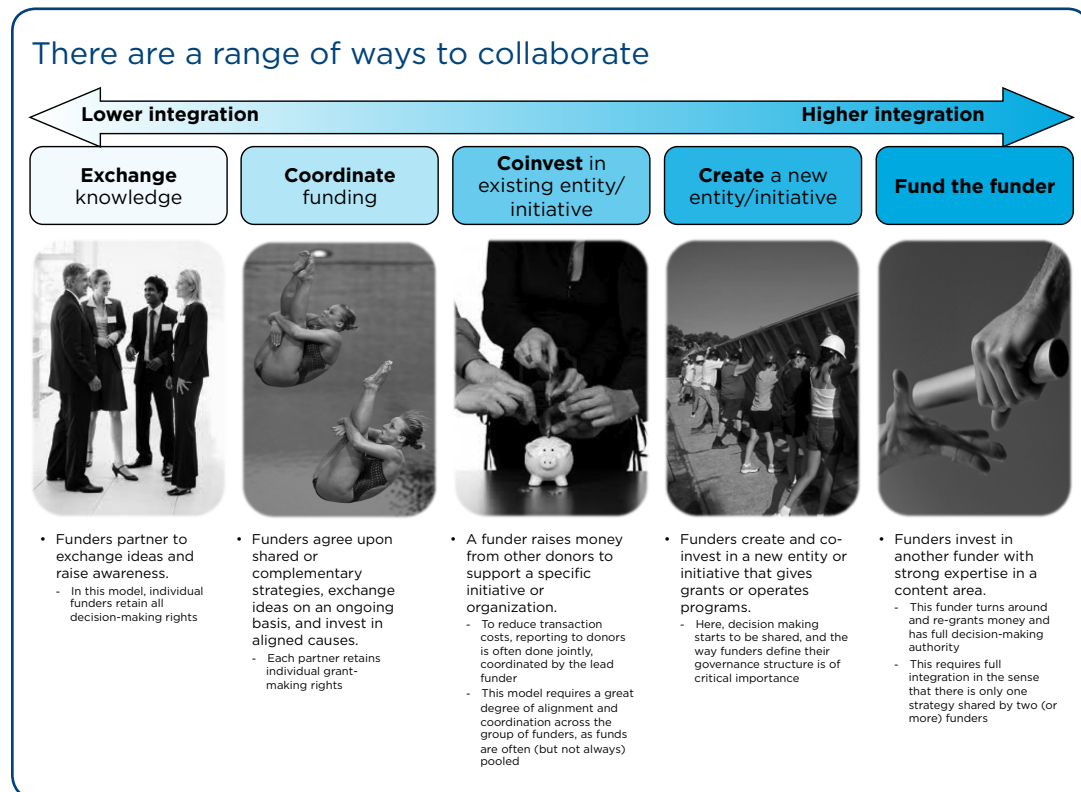 There are a range of ways to collaborate
Lower integration
Higher integration
Exchange
knowledge
Coordinate
funding
Coinvest in
existing entity/
initiative
Create a new
entity/initiative
Fund the funder
• Funders partner to
exchange ideas and
raise awareness.
- In this model, individual
funders retain all
decision-making rights
• Funders agree upon
shared or
complementary
strategies, exchange
ideas on an ongoing
basis, and invest in
aligned causes.
- Each partner retains
individual grant-
making rights
• A funder raises money
from other donors to
support a specific
initiative or
organization.
- To reduce transaction
costs, reporting to donors
is often done jointly,
coordinated by the lead
funder
- This model requires a great
degree of alignment and
coordination across the
group of funders, as funds
are often (but not always)
pooled
• Funders create and co-
invest in a new entity or
initiative that gives
grants or operates
programs.
- Here, decision making
starts to be shared, and the
way funders define their
governance structure is of
critical importance
• Funders invest in
another funder with
strong expertise in a
content area.
- This funder turns around
and re-grants money and
has full decision-making
authority
- This requires full
integration in the sense
that there is only one
strategy shared by two (or
more) funders